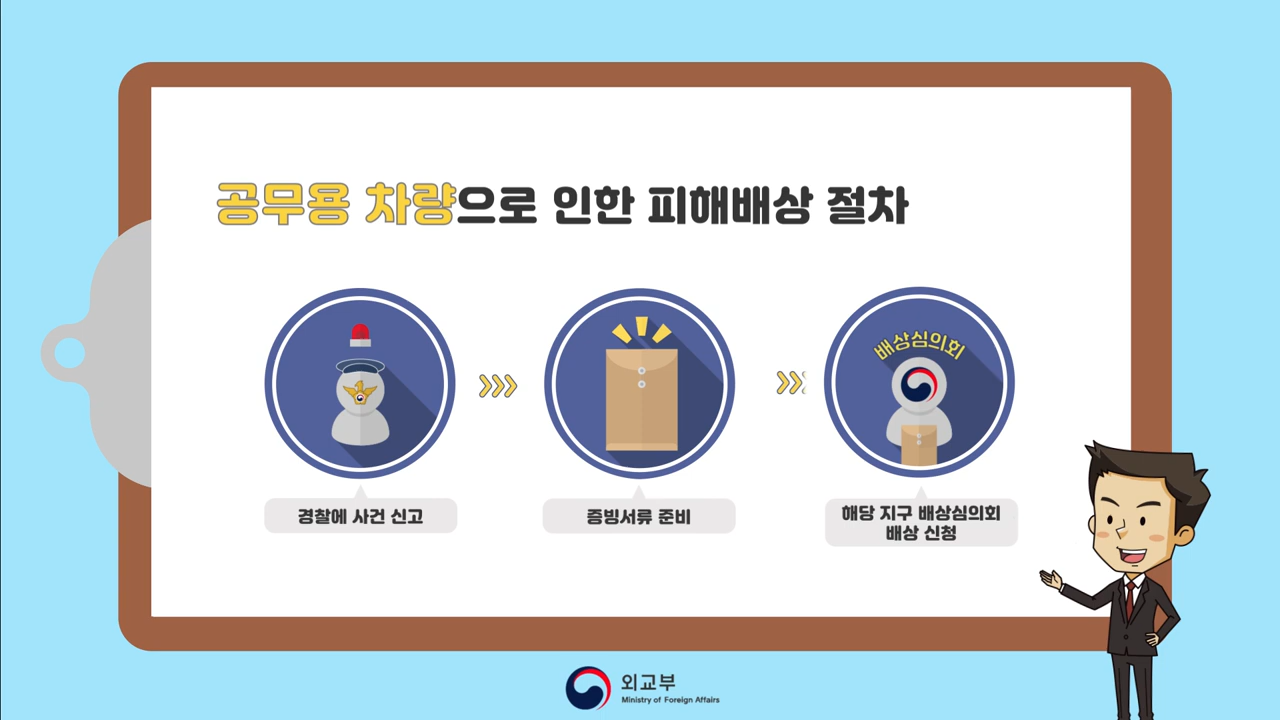 공무용 차량으로 인한 피해배상 절차
배상심의회
경찰에 사건 신고
증빙서류 준비
해당 지구 배상심의회
배상 신청
외교부
Ministry of Foreign Affairs